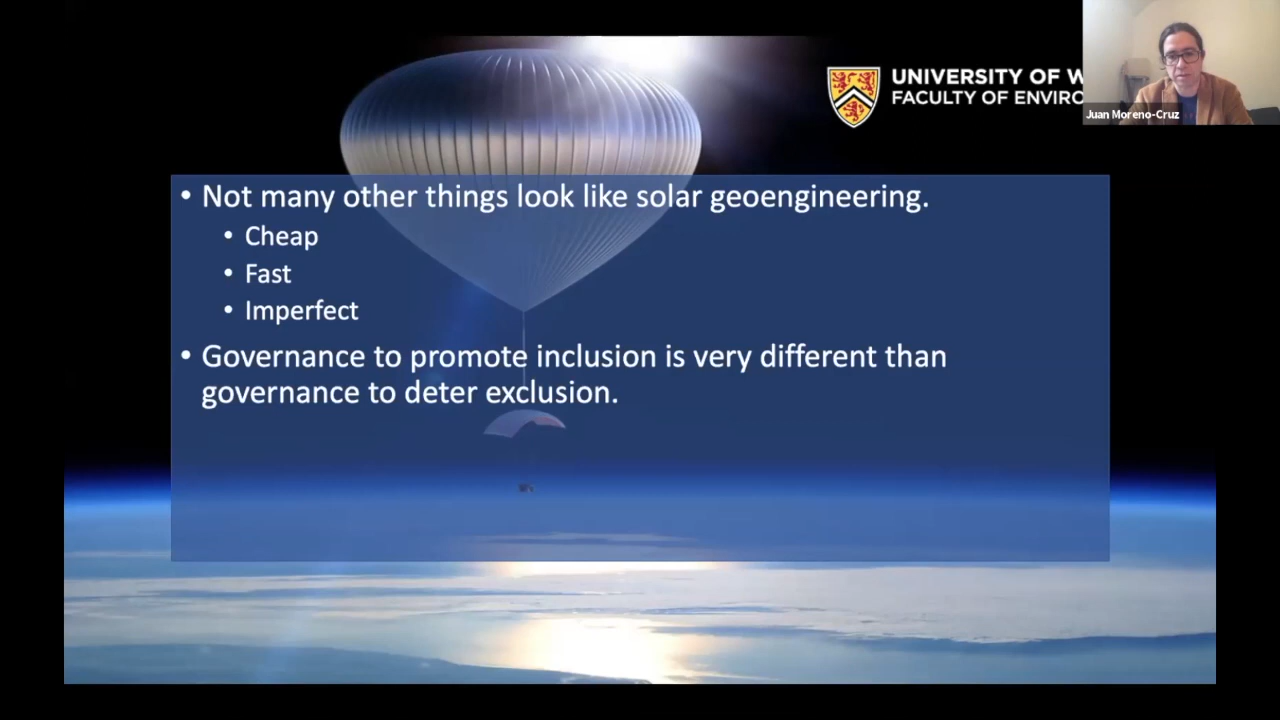 UNIVERSITY OF W
FACULTY OF ENVIRO
Juan Moreno-Cruz
• Not many other things look like solar geoengineering.
• Cheap
• Fast
• Imperfect
• Governance to promote inclusion is very different than
governance to deter exclusion.